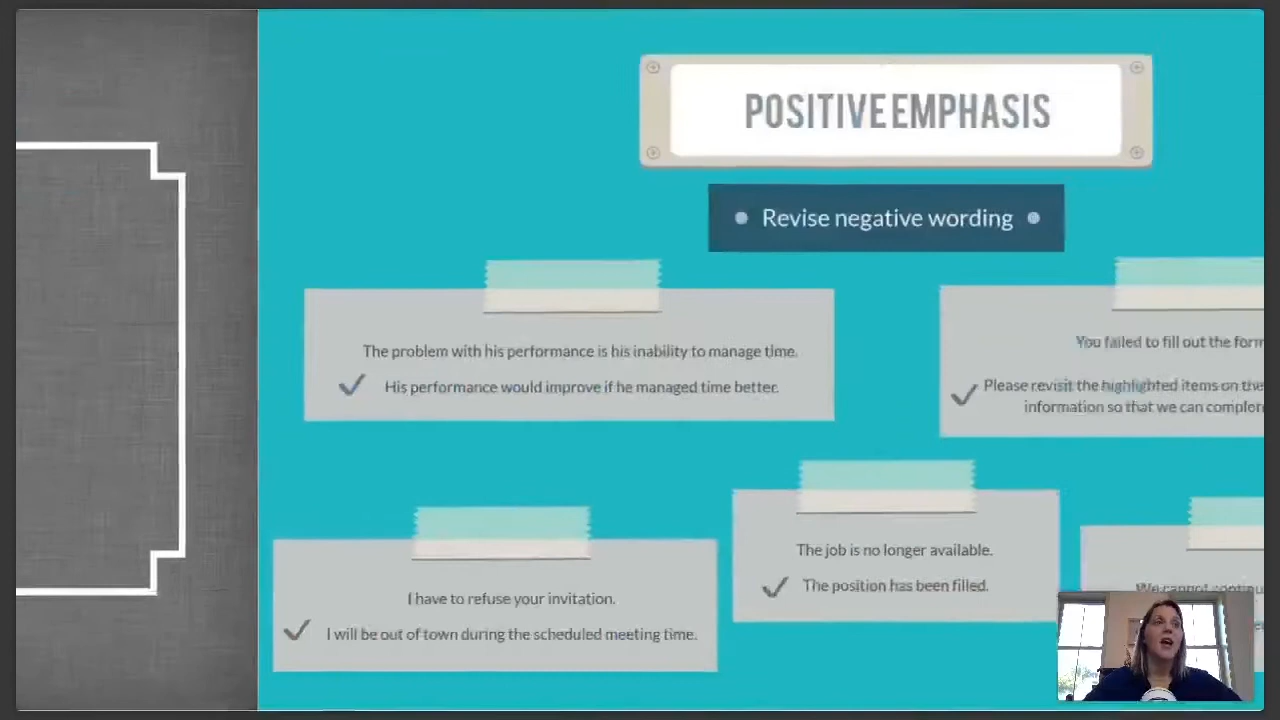 POSITIVE EMPHASIS
Revise negative wording
The problem with his performance is his inability to manage time.
His performance would improve if he managed time better.
You failed to fill out the form
Please revisit the highlighted items on the
information so that we can
I have to refuse your invitation.
I will be out of town during the scheduled meeting time.
The job is no longer available.
The position has been filled.
We cannot